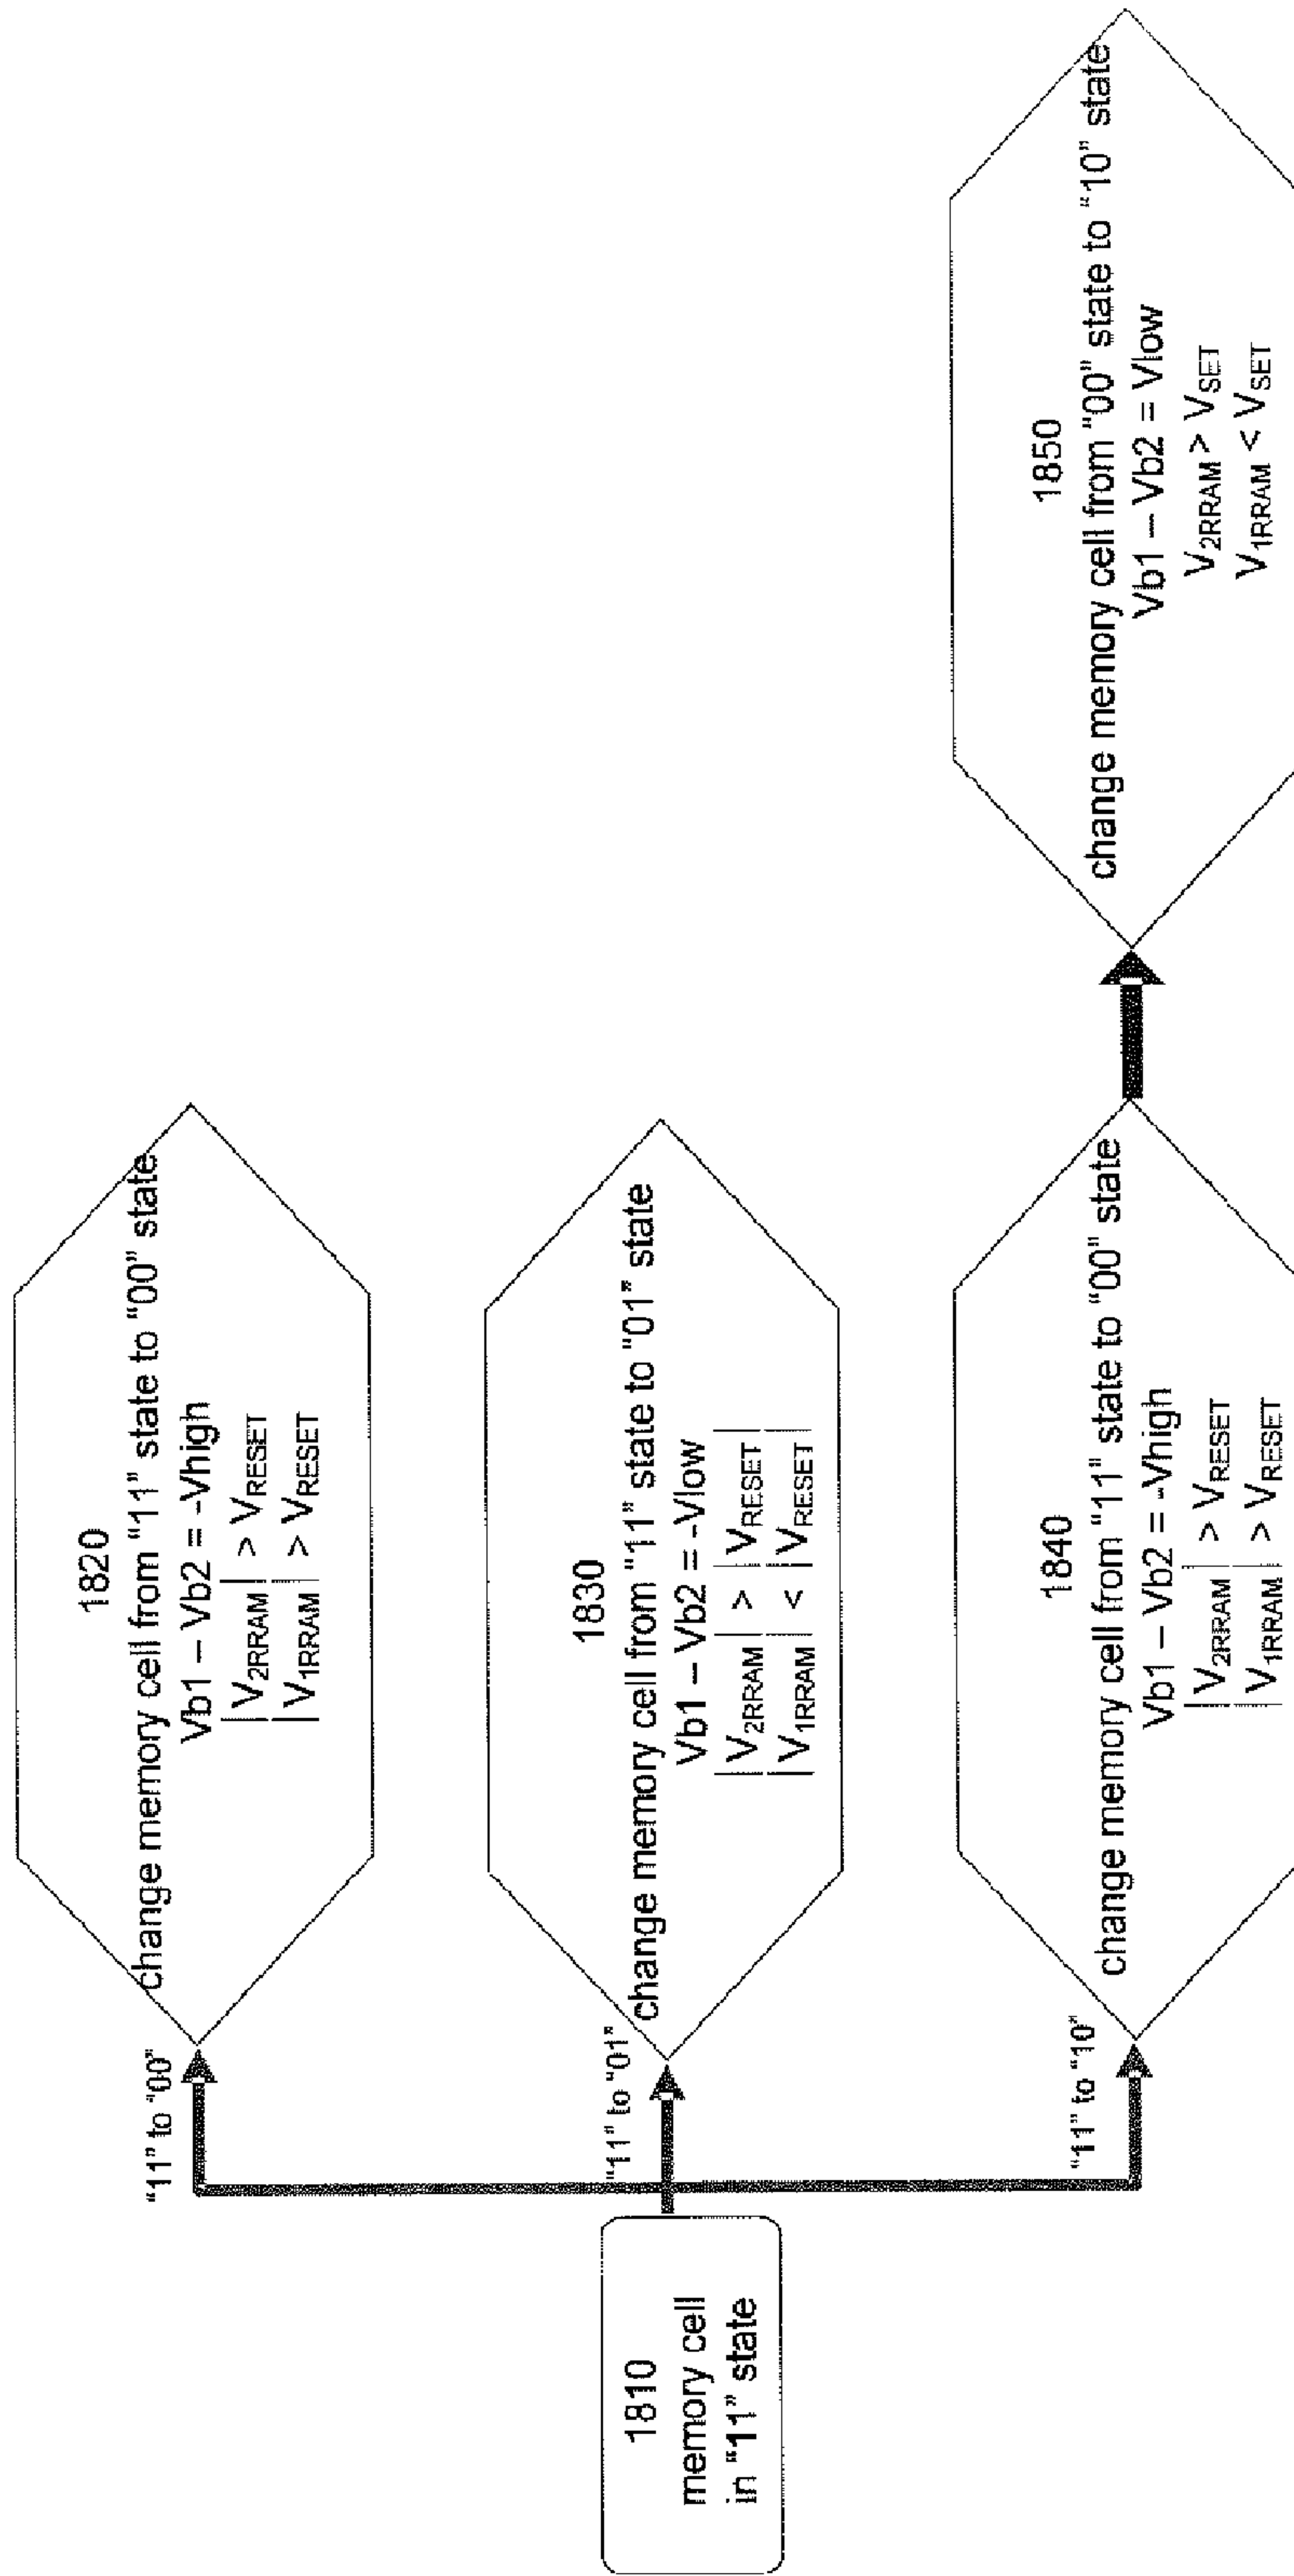 1810
memory cell
in "11" state
"11" to "00"
1820
change memory cell from "11" state to "00" state
Vb1 – Vb2 = -Vhigh
|V2RRAM| > VRESET
|V1RRAM| > VRESET
"11" to "01"
1830
change memory cell from "11" state to "01" state
Vb1 – Vb2 = -Vlow
|V2RRAM| > |VRESET|
|V1RRAM| < |VRESET|
"11" to "10"
1840
change memory cell from "11" state to "00" state
Vb1 – Vb2 = -Vhigh
|V2RRAM| > VRESET
|V1RRAM| > VRESET
1850
change memory cell from "00" state to "10" state
Vb1 – Vb2 = Vlow
V2RRAM > VSET
V1RRAM < VSET